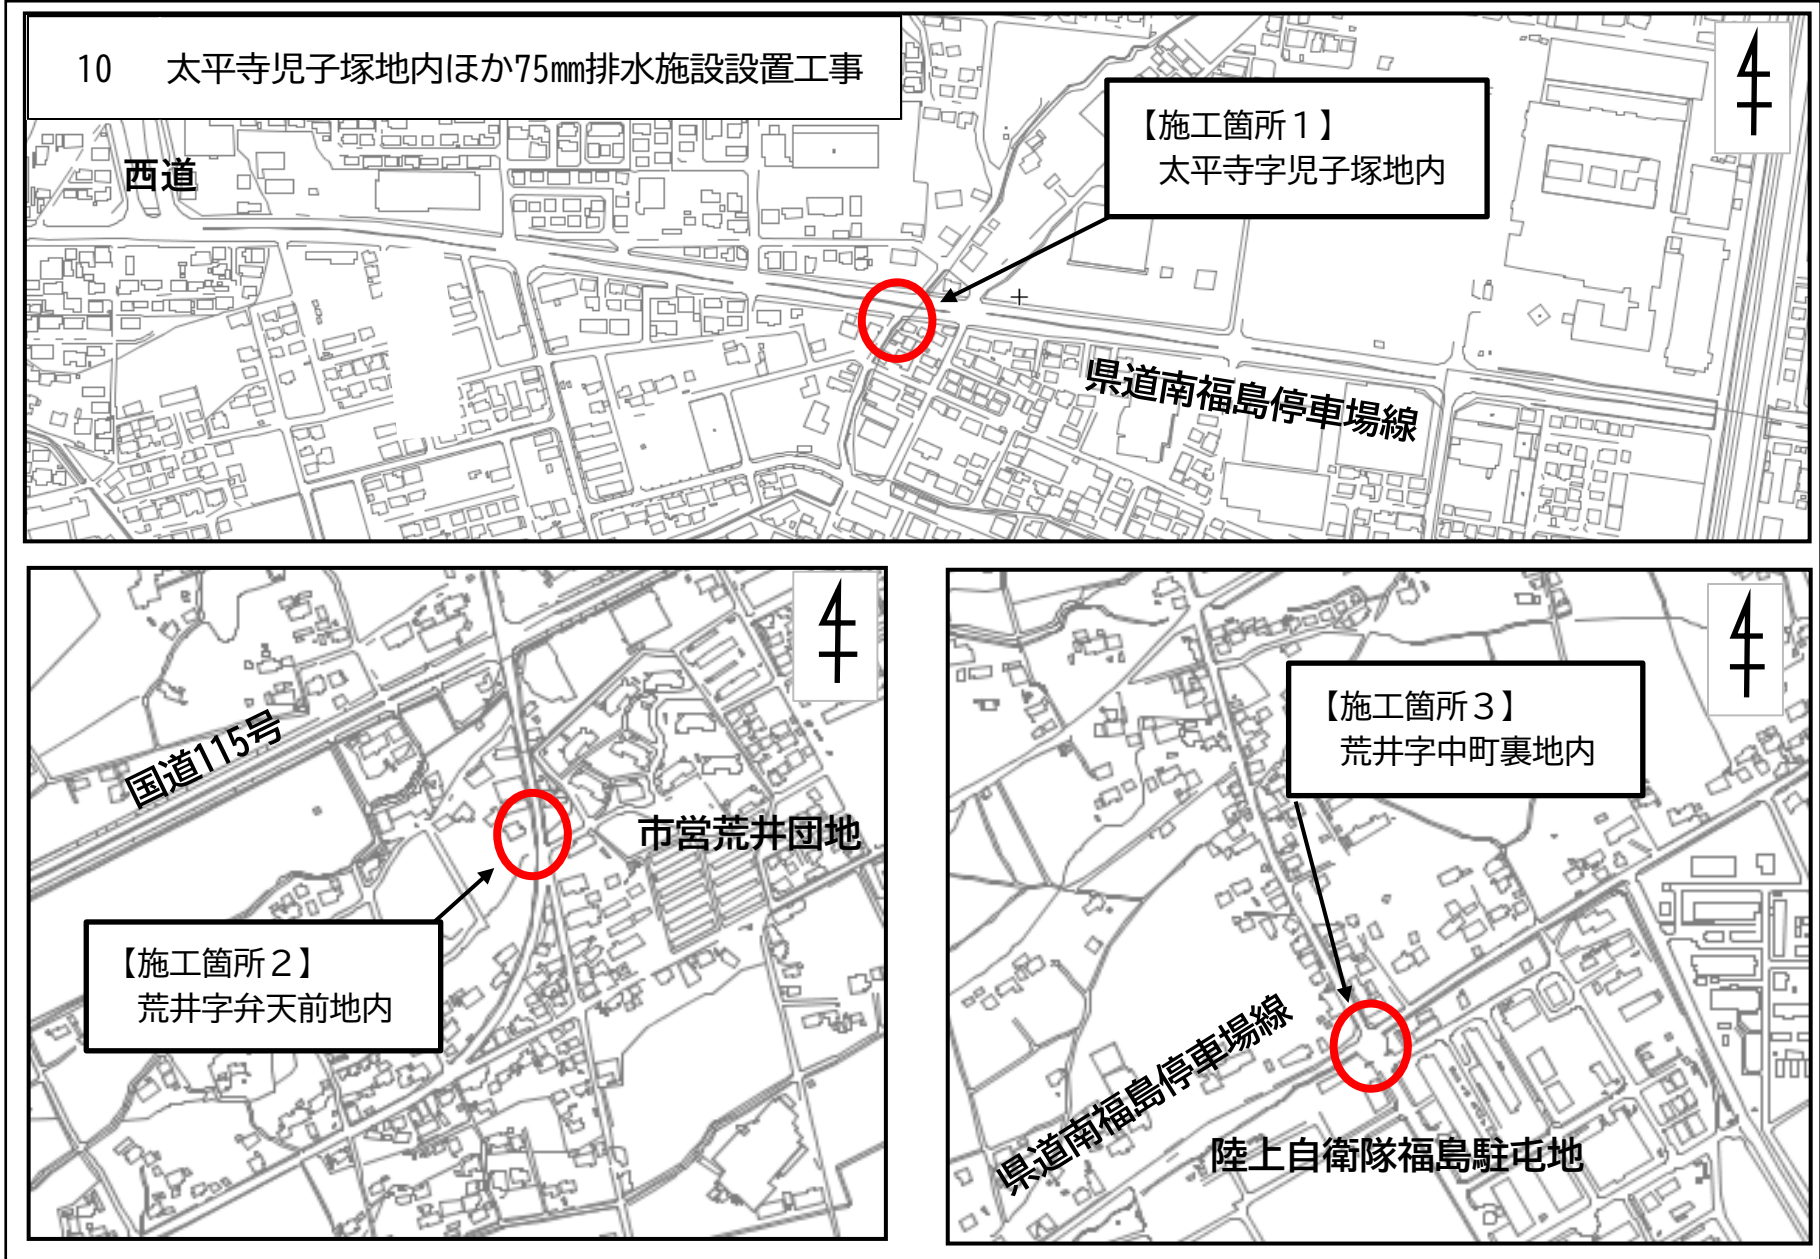 10 太平寺児子塚地内ほか75㎜排水施設設置工事
【施工箇所1】
太平寺字児子塚地内
西道
県道南福島停車場線
国道115号
市営荒井団地
【施工箇所2】
荒井字弁天前地内
【施工箇所3】
荒井字中町裏地内
県道南福島停車場線
陸上自衛隊福島駐屯地